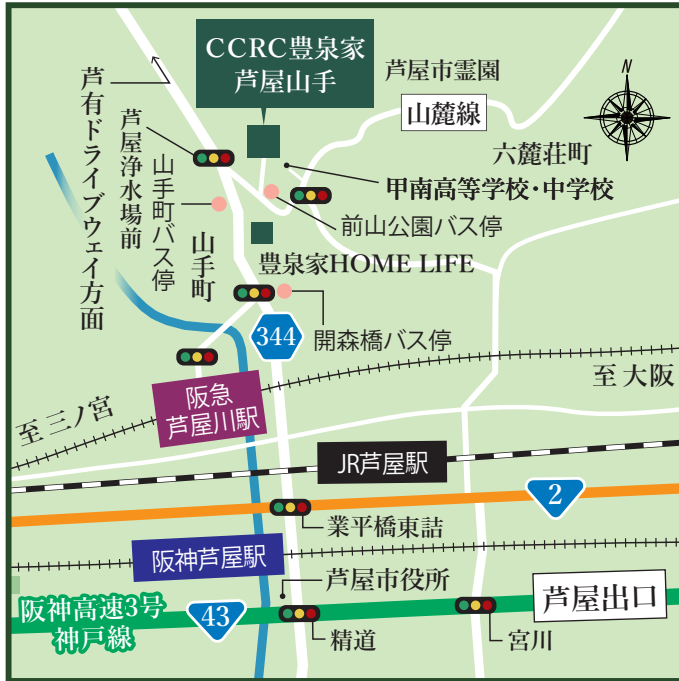 CCRC豊泉家
芦屋山手
芦屋市霊園
N
山麓線
六麓荘町
芦有ドライブウェイ方面
芦屋浄水場前
山手町バス停
山手町
甲南高等学校・中学校
前山公園バス停
豊泉家HOME LIFE
344
開森橋バス停
至大阪
阪急
芦屋川駅
至三ノ宮
JR芦屋駅
2
業平橋東詰
阪神芦屋駅
芦屋市役所
芦屋出口
阪神高速3号
神戸線
43
精道
宮川